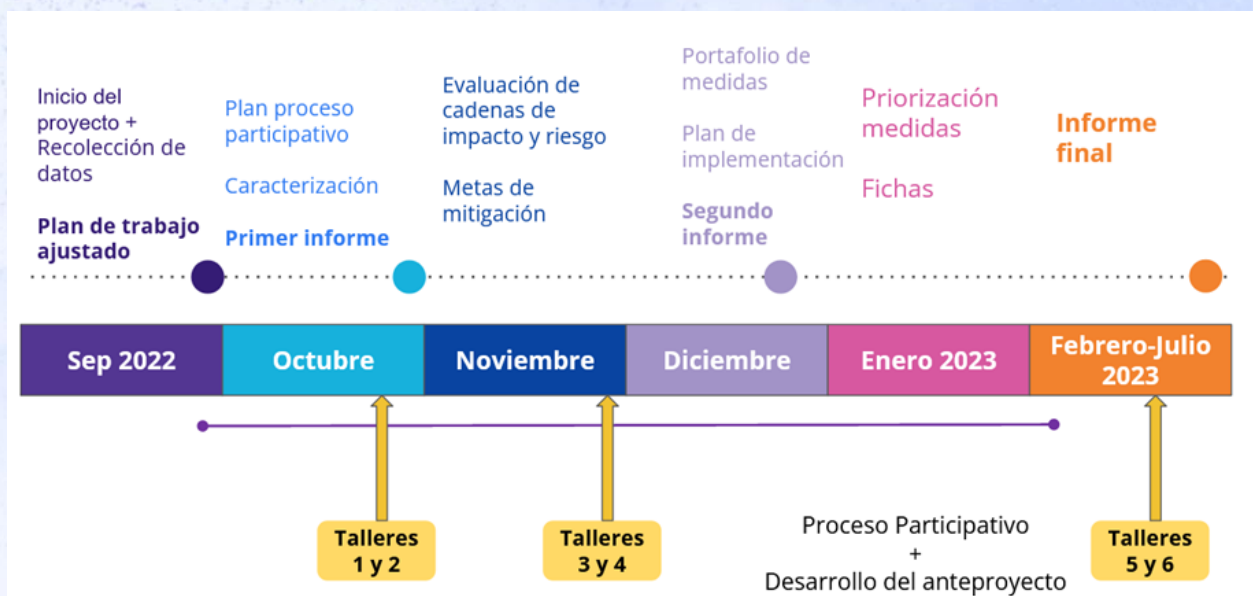 Inicio del
proyecto +
Recolección de
datos
Plan de trabajo
ajustado
Plan proceso
participativo
Caracterización
Primer informe
Evaluación de
cadenas de
impacto y riesgo
Metas de
mitigación
Portafolio de
medidas
Plan de
implementación
Segundo
informe
Priorización
medidas
Fichas
Informe
final
Sep 2022
Octubre
Noviembre
Diciembre
Enero 2023
Febrero-Julio
2023
Talleres
1 y 2
Talleres
3 y 4
Proceso Participativo
+
Desarrollo del anteproyecto
Talleres
5 y 6